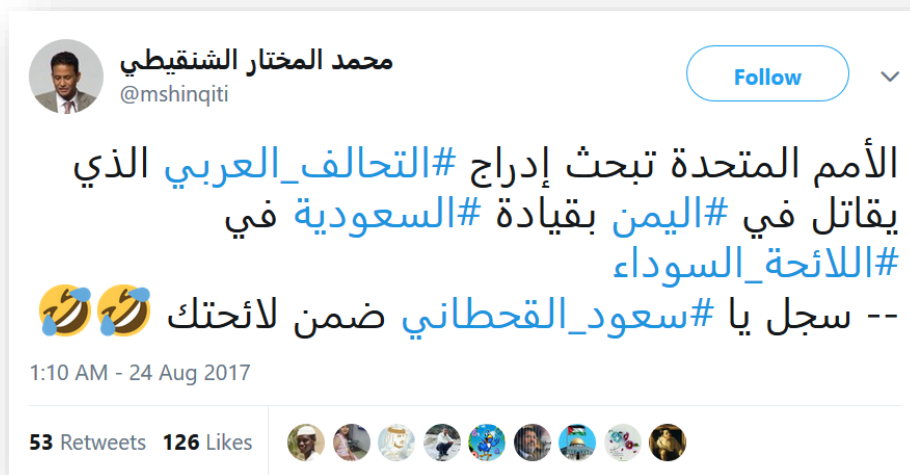 محمد المختار الشنقيطي
@mshinqiti
Follow
الأمم المتحدة تبحث إدراج #التحالف_العربي الذي
يقاتل في #اليمن بقيادة #السعودية في
#اللائحة_السوداء
-- سجل يا #سعود_القحطاني ضمن لائحتك 🤣🤣
1:10 AM - 24 Aug 2017
53 Retweets 126 Likes